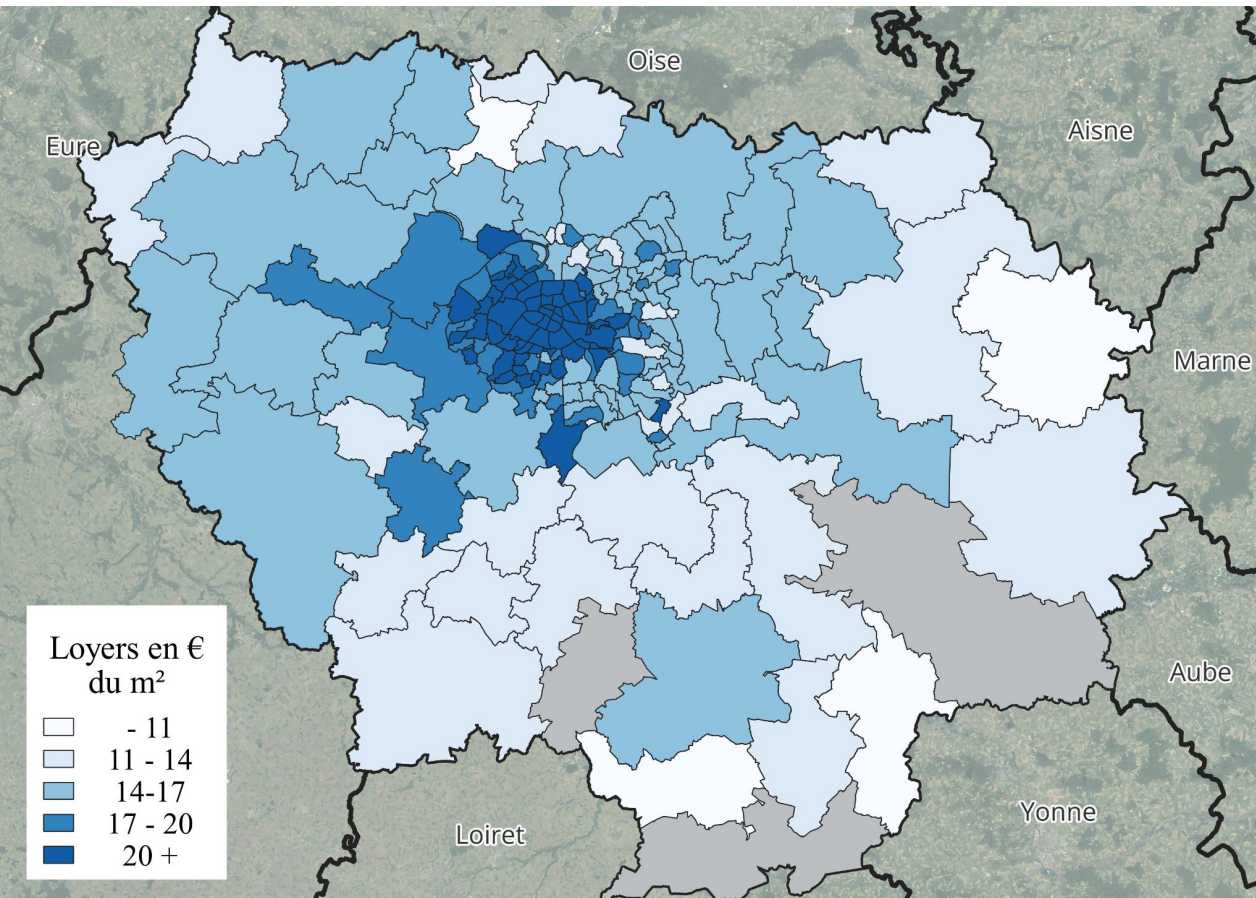 Oise
Eure
Aisne
Marne
Loyers en €
du m²
- 11
11 - 14
14-17
17 - 20
20 +
Aube
Yonne
Loiret